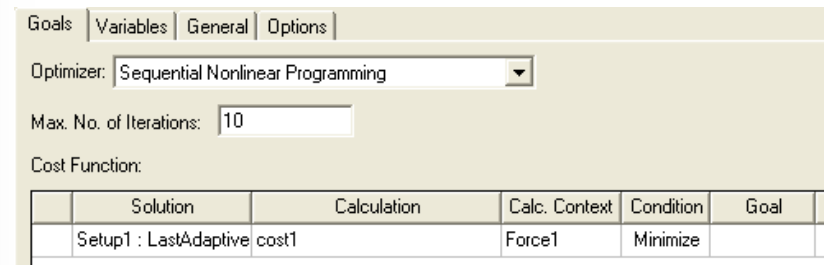 Goals Variables General Options
Optimizer: Sequential Nonlinear Programming
Max. No. of Iterations: 10
Cost Function:
Solution Calculation Calc. Context Condition Goal
Setup1 : LastAdaptive cost1 Force1 Minimize